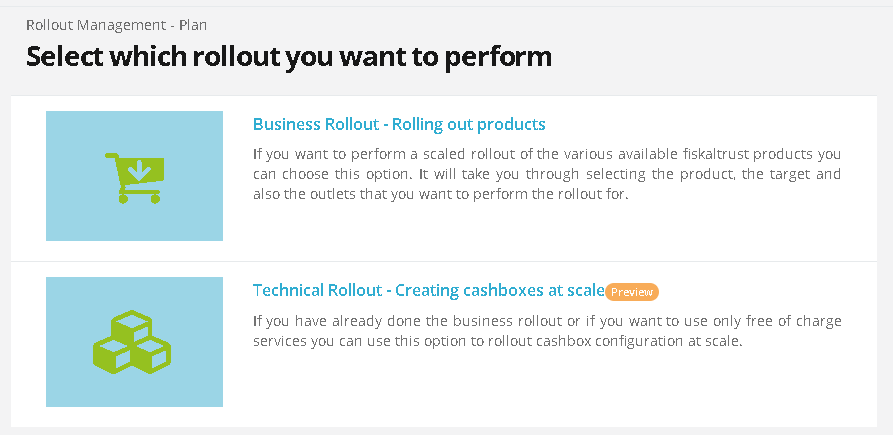 Rollout Management - Plan
Select which rollout you want to perform
Business Rollout - Rolling out products
If you want to perform a scaled rollout of the various available fiskaltrust products you
can choose this option. It will take you through selecting the product, the target and
also the outlets that you want to perform the rollout for.
Technical Rollout - Creating cashboxes at scale Preview
If you have already done the business rollout or if you want to use only free of charge
services you can use this option to rollout cashbox configuration at scale.